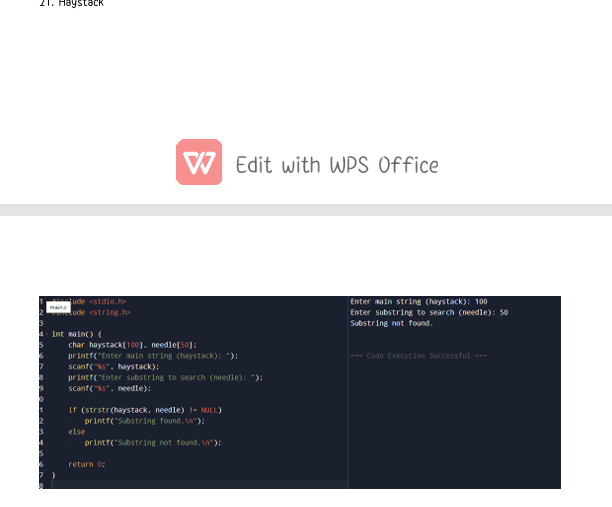 21. Haystack
Edit with WPS Office
main.c
1 #include <stdio.h>
2 #include <string.h>
3
4 int main() {
5 char haystack[100], needle[50];
6 printf("Enter main string (haystack): ");
7 scanf("%s", haystack);
8 printf("Enter substring to search (needle): ");
9 scanf("%s", needle);
0
1 if (strstr(haystack, needle) != NULL)
2 printf("Substring found.\n");
3 else
4 printf("Substring not found.\n");
5
6 return 0;
7 }
8
Enter main string (haystack): 100
Enter substring to search (needle): 50
Substring not found.
=== Code Execution Successful ===